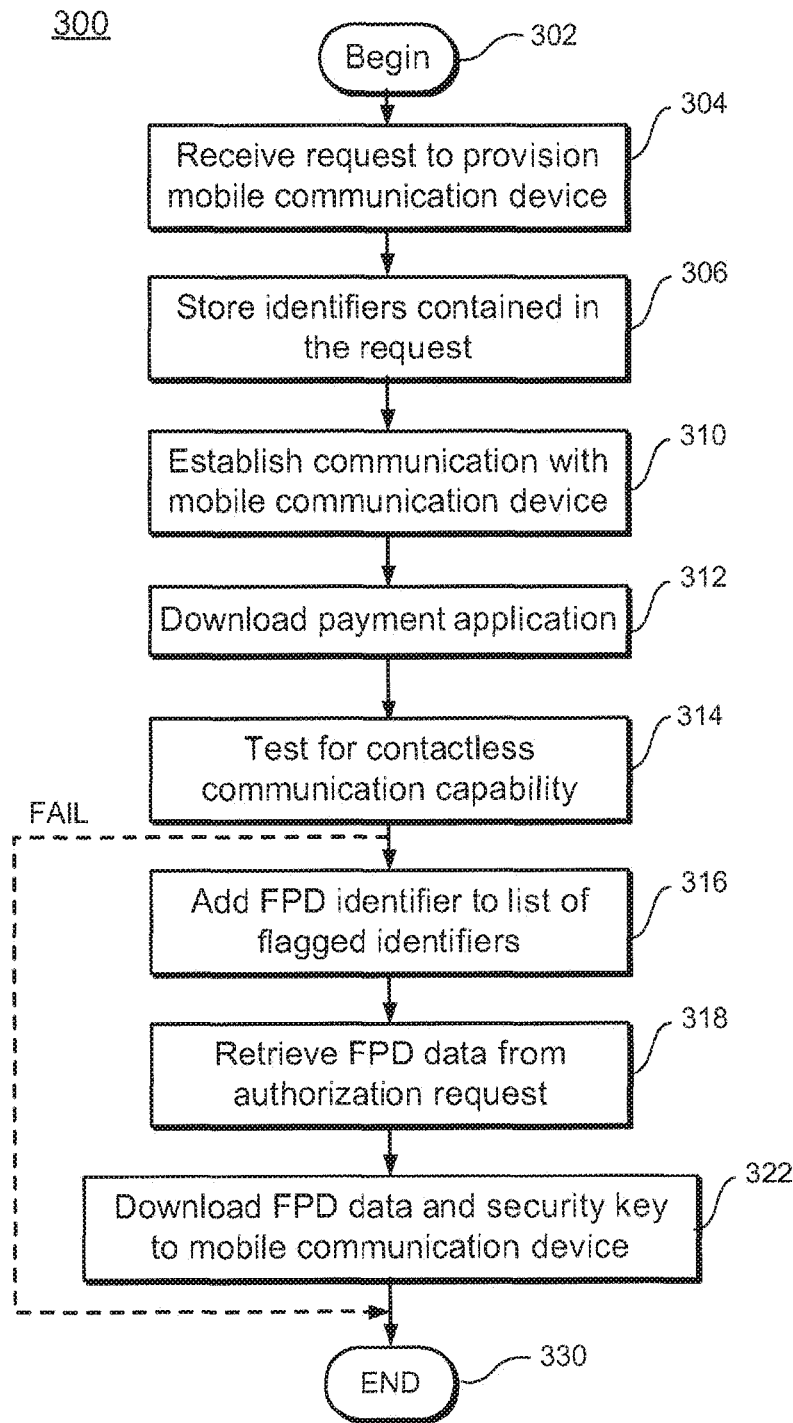 300
Begin
302
304
Receive request to provision
mobile communication device
306
Store identifiers contained in
the request
310
Establish communication with
mobile communication device
312
Download payment application
314
Test for contactless
communication capability
FAIL
316
Add FPD identifier to list of
flagged identifiers
318
Retrieve FPD data from
authorization request
322
Download FPD data and security key
to mobile communication device
END
330